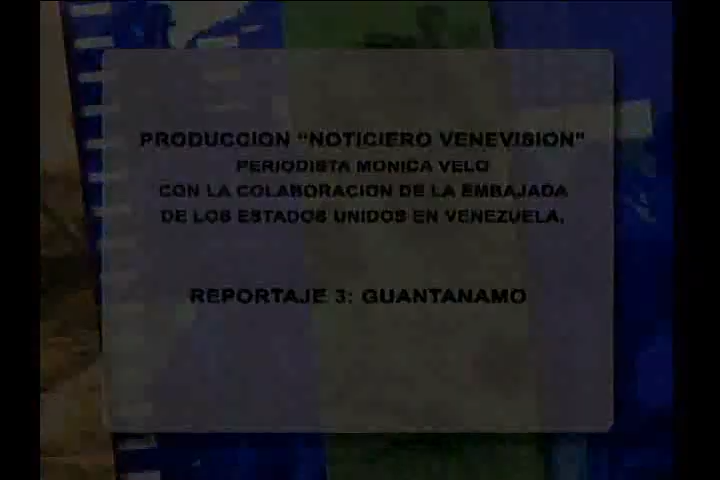 PRODUCCION “NOTICIERO VENEVISION”
PERIODISTA MONICA VELO
CON LA COLABORACION DE LA EMBAJADA
DE LOS ESTADOS UNIDOS EN VENEZUELA.
REPORTAJE 3: GUANTANAMO